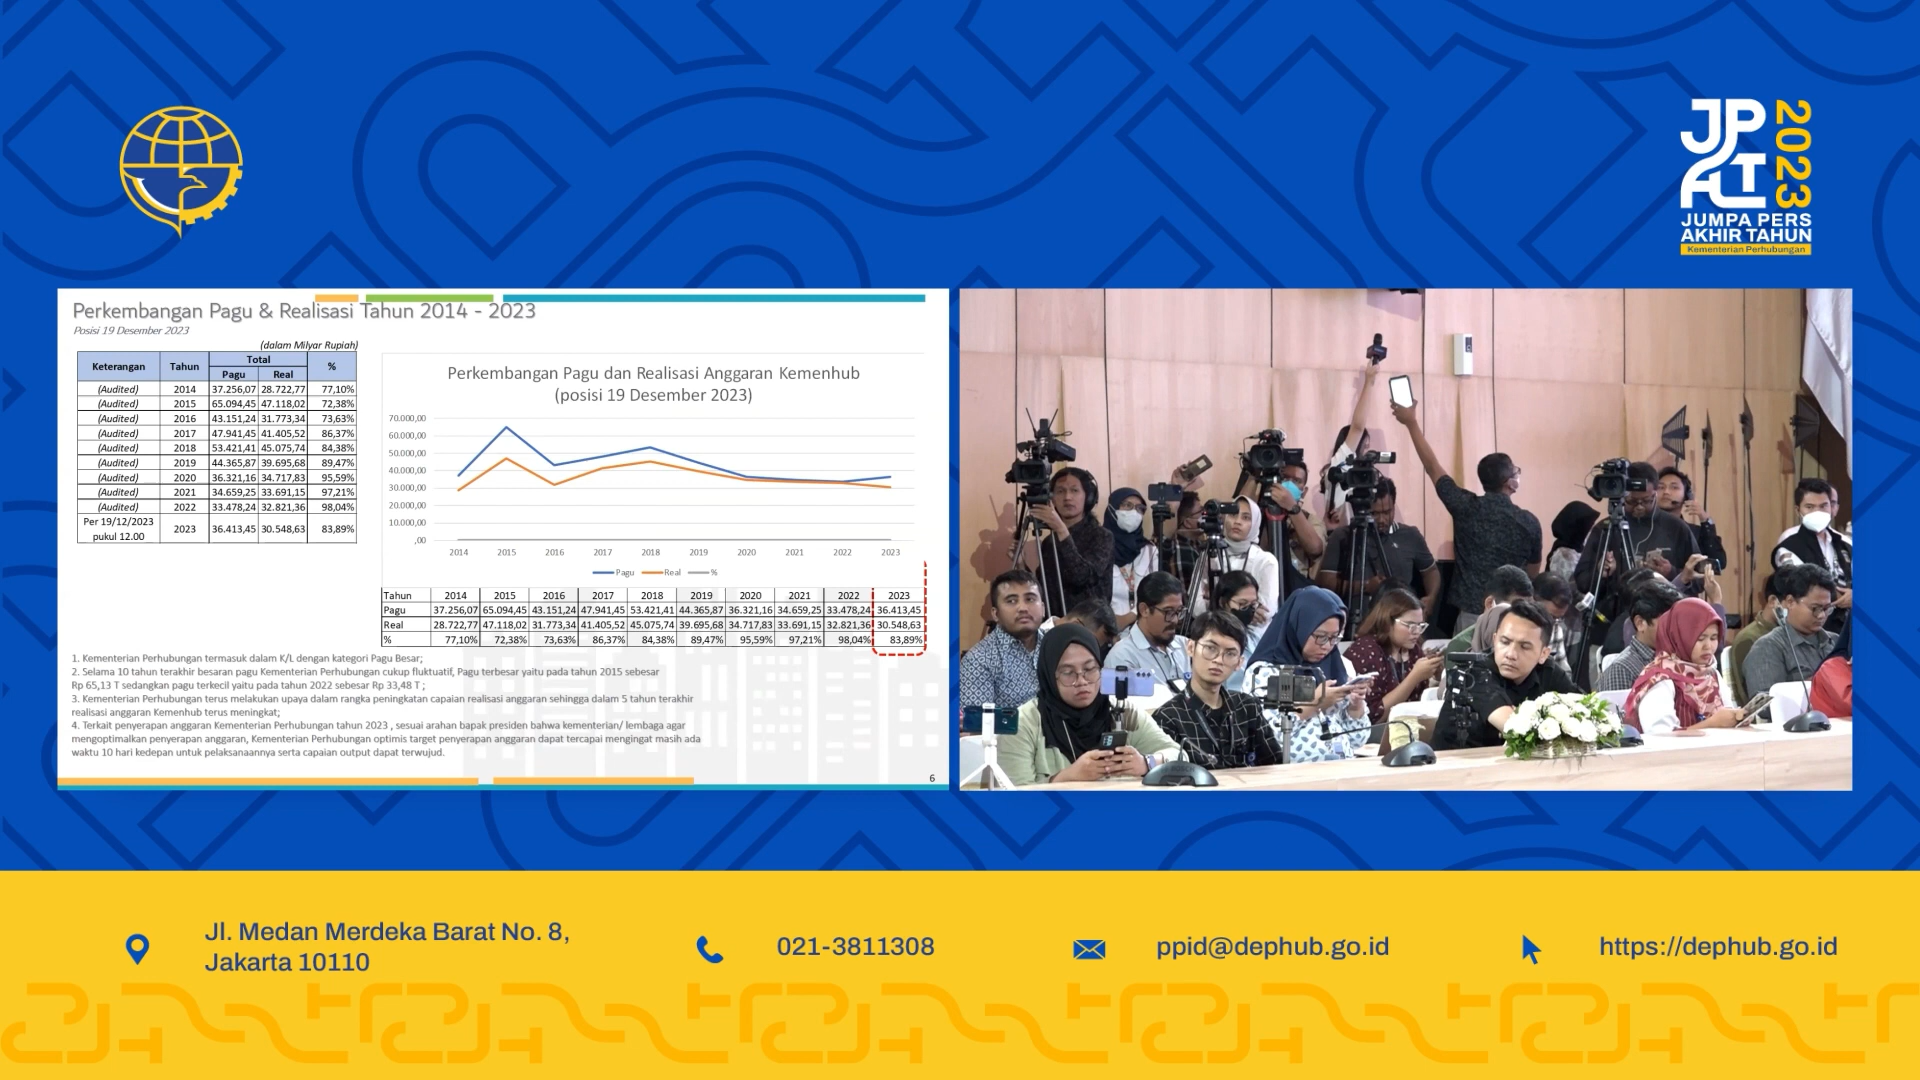 JP
AT
2023
JUMPA PERS
AKHIR TAHUN
Kementerian Perhubungan
Perkembangan Pagu & Realisasi Tahun 2014 - 2023
Posisi 19 Desember 2023
(dalam Milyar Rupiah)
Keterangan Tahun Total %
Pagu Real
(Audited) 2014 37.256,07 28.722,77 77,10%
(Audited) 2015 65.094,45 47.118,02 72,38%
(Audited) 2016 43.151,24 31.773,34 73,63%
(Audited) 2017 47.941,45 41.405,52 86,37%
(Audited) 2018 53.421,41 45.075,74 84,38%
(Audited) 2019 44.365,87 39.695,68 89,47%
(Audited) 2020 36.321,16 34.717,83 95,59%
(Audited) 2021 34.659,25 33.691,15 97,21%
(Audited) 2022 33.478,24 32.821,36 98,04%
Per 19/12/2023
pukul 12.00 2023 36.413,45 30.548,63 83,89%
Perkembangan Pagu dan Realisasi Anggaran Kemenhub
(posisi 19 Desember 2023)
70.000,00
60.000,00
50.000,00
40.000,00
30.000,00
20.000,00
10.000,00
,00
2014 2015 2016 2017 2018 2019 2020 2021 2022 2023
Pagu Real %
Tahun 2014 2015 2016 2017 2018 2019 2020 2021 2022 2023
Pagu 37.256,07 65.094,45 43.151,24 47.941,45 53.421,41 44.365,87 36.321,16 34.659,25 33.478,24 36.413,45
Real 28.722,77 47.118,02 31.773,34 41.405,52 45.075,74 39.695,68 34.717,83 33.691,15 32.821,36 30.548,63
% 77,10% 72,38% 73,63% 86,37% 84,38% 89,47% 95,59% 97,21% 98,04% 83,89%
1. Kementerian Perhubungan termasuk dalam K/L dengan kategori Pagu Besar;
2. Selama 10 tahun terakhir besaran pagu Kementerian Perhubungan cukup fluktuatif, Pagu terbesar yaitu pada tahun 2015 sebesar
Rp 65,13 T sedangkan pagu terkecil yaitu pada tahun 2022 sebesar Rp 33,48 T ;
3. Kementerian Perhubungan terus melakukan upaya dalam rangka peningkatan capaian realisasi anggaran sehingga dalam 5 tahun terakhir
realisasi anggaran Kemenhub terus meningkat;
4. Terkait penyerapan anggaran Kementerian Perhubungan tahun 2023 , sesuai arahan bapak presiden bahwa kementerian/ lembaga agar
mengoptimalkan penyerapan anggaran, Kementerian Perhubungan optimis target penyerapan anggaran dapat tercapai mengingat masih ada
waktu 10 hari kedepan untuk pelaksanaannya serta capaian output dapat terwujud.
6
Jl. Medan Merdeka Barat No. 8,
Jakarta 10110
021-3811308
ppid@dephub.go.id
https://dephub.go.id